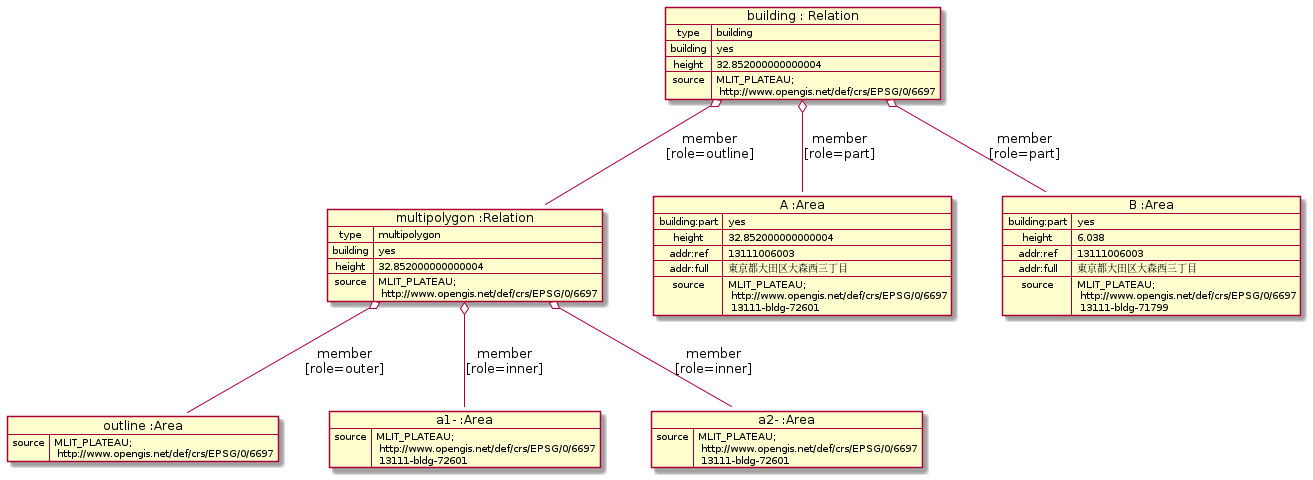 building : Relation
type building
building yes
height 32.852000000000004
source MLIT_PLATEAU;
http://www.opengis.net/def/crs/EPSG/0/6697
member
[role=outline]
member
[role=part]
member
[role=part]
multipolygon :Relation
type multipolygon
building yes
height 32.852000000000004
source MLIT_PLATEAU;
http://www.opengis.net/def/crs/EPSG/0/6697
A :Area
building:part yes
height 32.852000000000004
addr:ref 13111006003
addr:full 東京都大田区大森西三丁目
source MLIT_PLATEAU;
http://www.opengis.net/def/crs/EPSG/0/6697
13111-bldg-72601
B :Area
building:part yes
height 6.038
addr:ref 13111006003
addr:full 東京都大田区大森西三丁目
source MLIT_PLATEAU;
http://www.opengis.net/def/crs/EPSG/0/6697
13111-bldg-71799
member
[role=outer]
member
[role=inner]
member
[role=inner]
outline :Area
source MLIT_PLATEAU;
http://www.opengis.net/def/crs/EPSG/0/6697
a1- :Area
source MLIT_PLATEAU;
http://www.opengis.net/def/crs/EPSG/0/6697
13111-bldg-72601
a2- :Area
source MLIT_PLATEAU;
http://www.opengis.net/def/crs/EPSG/0/6697
13111-bldg-72601